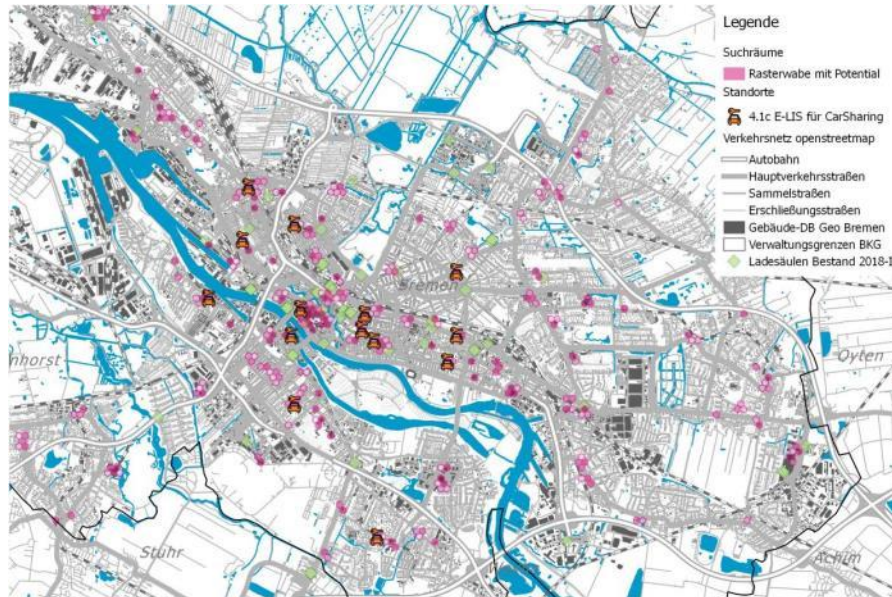 Legende
Suchräume
Rasterwabe mit Potential
Standorte
4.1c E-LIS für CarSharing
Verkehrsnetz openstreetmap
Autobahn
Hauptverkehrsstraßen
Sammelstraßen
Erschließungsstraßen
Gebäude-DB Geo Bremen
Verwaltungsgrenzen BKG
Ladesäulen Bestand 2018-1
Bremen
nhorst
Oyten
Stuhr
Achim